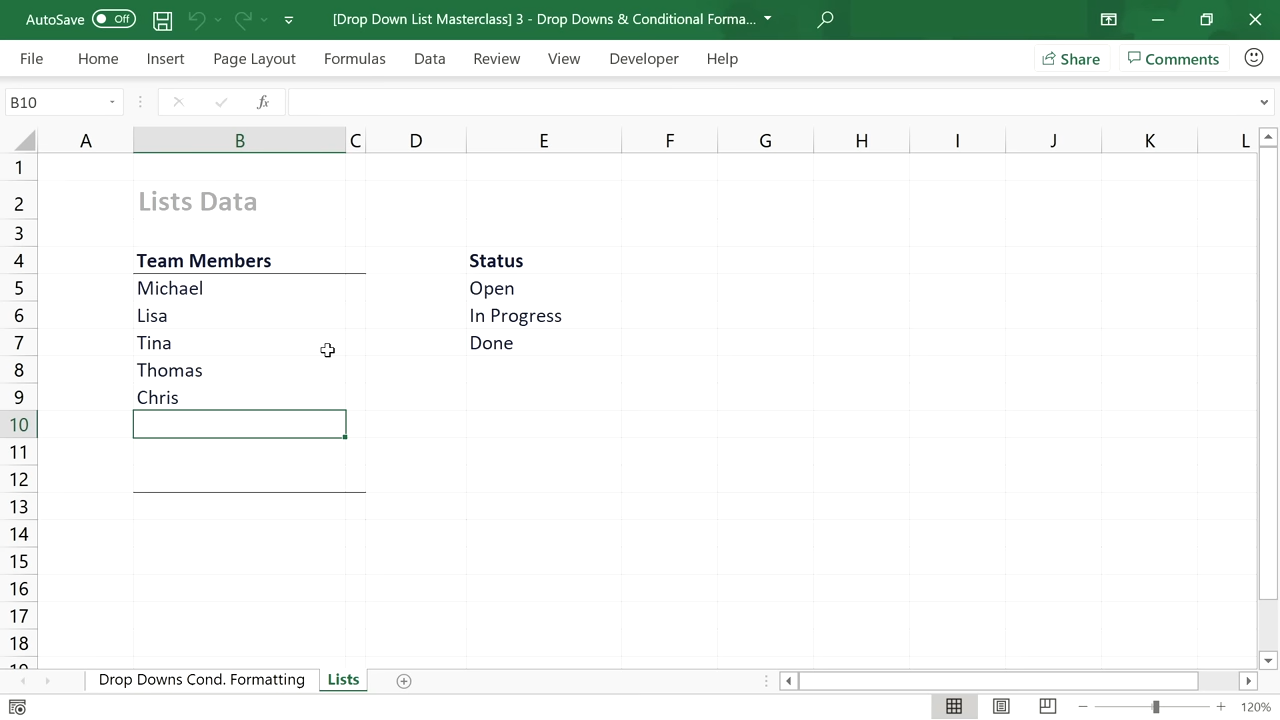 AutoSave Off [Drop Down List Masterclass] 3 - Drop Downs & Conditional Forma...
File Home Insert Page Layout Formulas Data Review View Developer Help Share Comments
B10 fx
A B C D E F G H I J K L
1
2 Lists Data
3
4 Team Members Status
5 Michael Open
6 Lisa In Progress
7 Tina Done
8 Thomas
9 Chris
10
11
12
13
14
15
16
17
18
19
Drop Downs Cond. Formatting Lists
120%